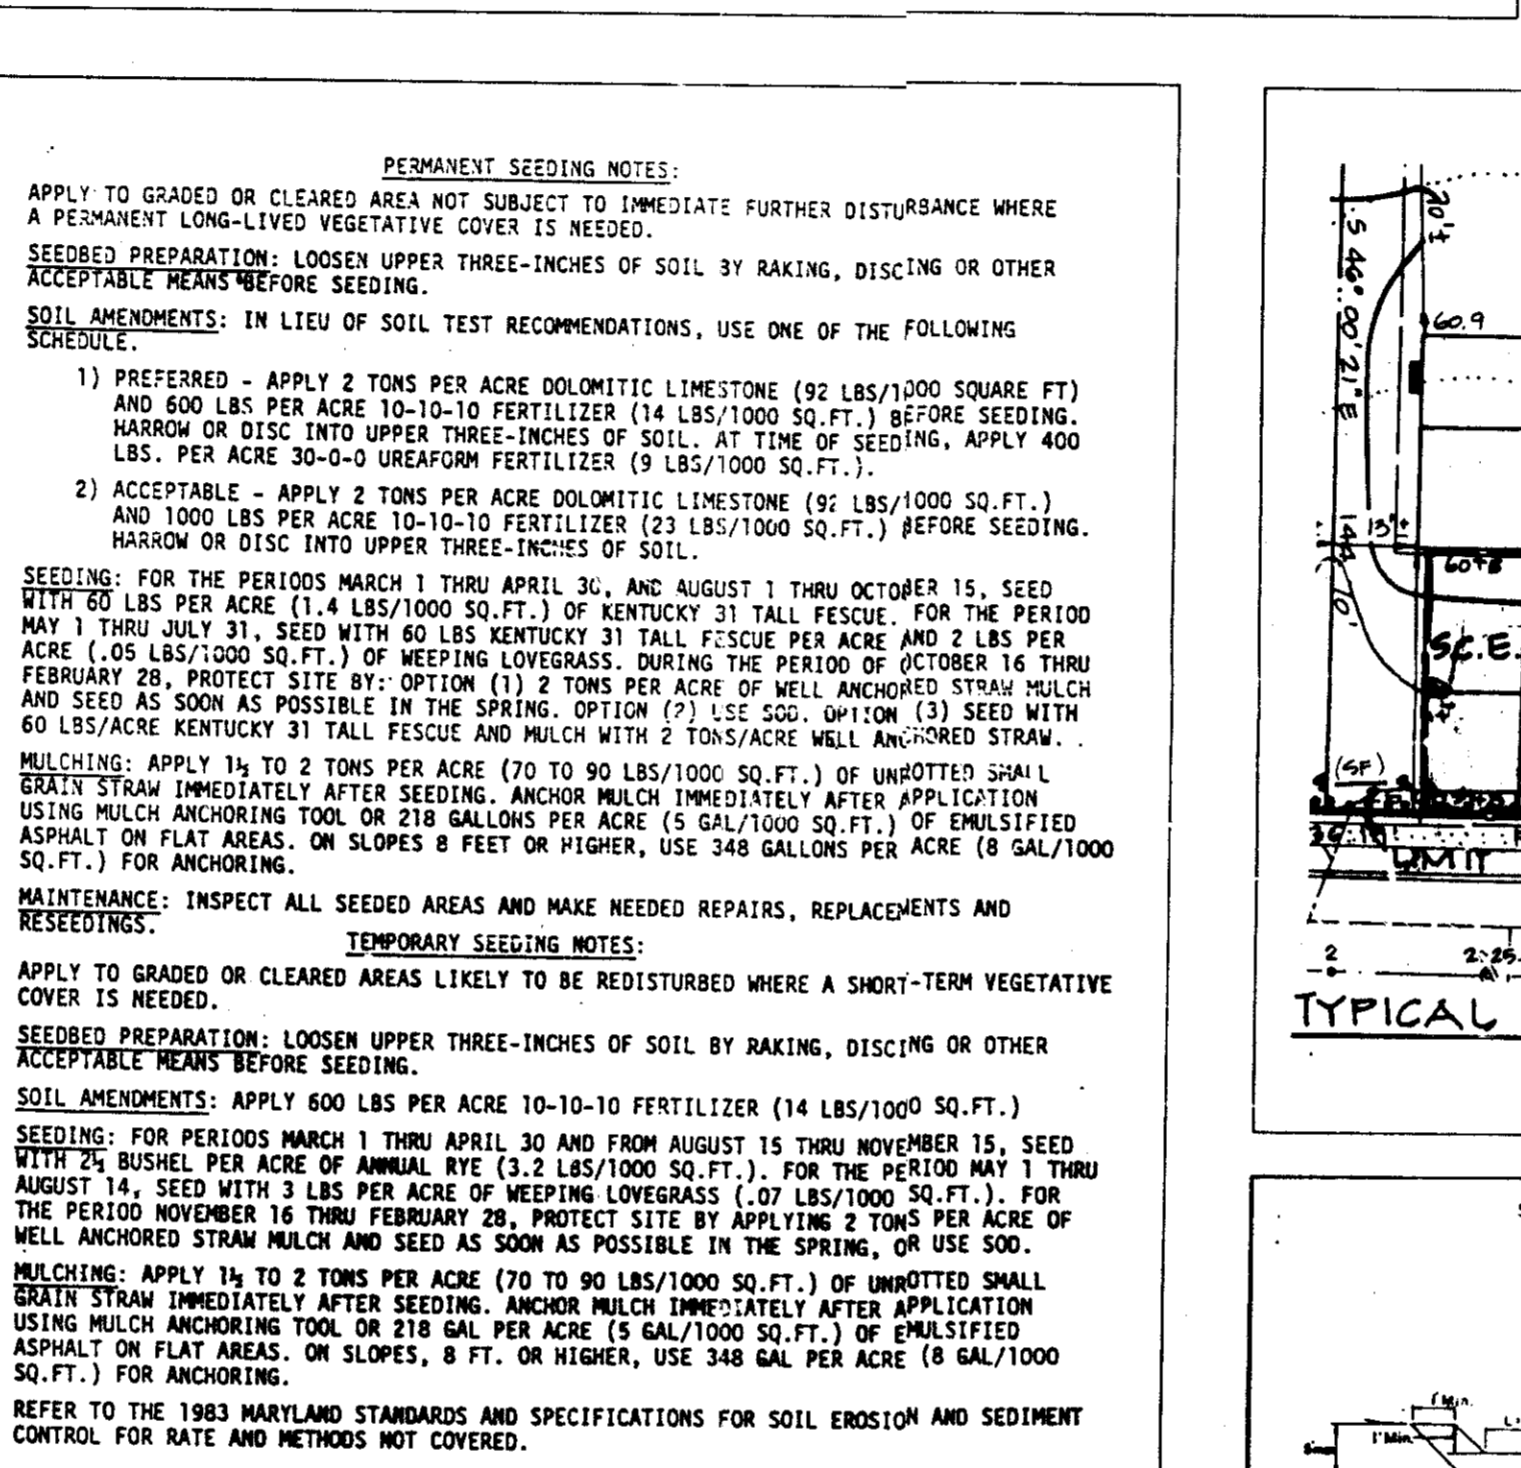 PERMANENT SEEDING NOTES:
APPLY TO GRADED OR CLEARED AREA NOT SUBJECT TO IMMEDIATE FURTHER DISTURBANCE WHERE
A PERMANENT LONG-LIVED VEGETATIVE COVER IS NEEDED.
SEEDBED PREPARATION: LOOSEN UPPER THREE-INCHES OF SOIL BY RAKING, DISCING OR OTHER
ACCEPTABLE MEANS BEFORE SEEDING.
SOIL AMENDMENTS: IN LIEU OF SOIL TEST RECOMMENDATIONS, USE ONE OF THE FOLLOWING
SCHEDULE.
1) PREFERRED - APPLY 2 TONS PER ACRE DOLOMITIC LIMESTONE (92 LBS/1000 SQUARE FT)
AND 600 LBS PER ACRE 10-10-10 FERTILIZER (14 LBS/1000 SQ.FT.) BEFORE SEEDING.
HARROW OR DISC INTO UPPER THREE-INCHES OF SOIL. AT TIME OF SEEDING, APPLY 400
LBS. PER ACRE 30-0-0 UREAFORM FERTILIZER (9 LBS/1000 SQ.FT.).
2) ACCEPTABLE - APPLY 2 TONS PER ACRE DOLOMITIC LIMESTONE (92 LBS/1000 SQ.FT.)
AND 1000 LBS PER ACRE 10-10-10 FERTILIZER (23 LBS/1000 SQ.FT.) BEFORE SEEDING.
HARROW OR DISC INTO UPPER THREE-INCHES OF SOIL.
SEEDING: FOR THE PERIODS MARCH 1 THRU APRIL 30, AND AUGUST 1 THRU OCTOBER 15, SEED
WITH 60 LBS PER ACRE (1.4 LBS/1000 SQ.FT.) OF KENTUCKY 31 TALL FESCUE. FOR THE PERIOD
MAY 1 THRU JULY 31, SEED WITH 60 LBS KENTUCKY 31 TALL FESCUE PER ACRE AND 2 LBS PER
ACRE (.05 LBS/1000 SQ.FT.) OF WEEPING LOVEGRASS. DURING THE PERIOD OF OCTOBER 16 THRU
FEBRUARY 28, PROTECT SITE BY: OPTION (1) 2 TONS PER ACRE OF WELL ANCHORED STRAW MULCH
AND SEED AS SOON AS POSSIBLE IN THE SPRING. OPTION (2) USE SOD. OPTION (3) SEED WITH
60 LBS/ACRE KENTUCKY 31 TALL FESCUE AND MULCH WITH 2 TONS/ACRE WELL ANCHORED STRAW.
MULCHING: APPLY 1½ TO 2 TONS PER ACRE (70 TO 90 LBS/1000 SQ.FT.) OF UNROTTED SMALL
GRAIN STRAW IMMEDIATELY AFTER SEEDING. ANCHOR MULCH IMMEDIATELY AFTER APPLICATION
USING MULCH ANCHORING TOOL OR 218 GALLONS PER ACRE (5 GAL/1000 SQ.FT.) OF EMULSIFIED
ASPHALT ON FLAT AREAS. ON SLOPES 8 FEET OR HIGHER, USE 348 GALLONS PER ACRE (8 GAL/1000
SQ.FT.) FOR ANCHORING.
MAINTENANCE: INSPECT ALL SEEDED AREAS AND MAKE NEEDED REPAIRS, REPLACEMENTS AND
RESEEDINGS.
TEMPORARY SEEDING NOTES:
APPLY TO GRADED OR CLEARED AREAS LIKELY TO BE REDISTURBED WHERE A SHORT-TERM VEGETATIVE
COVER IS NEEDED.
SEEDBED PREPARATION: LOOSEN UPPER THREE-INCHES OF SOIL BY RAKING, DISCING OR OTHER
ACCEPTABLE MEANS BEFORE SEEDING.
SOIL AMENDMENTS: APPLY 600 LBS PER ACRE 10-10-10 FERTILIZER (14 LBS/1000 SQ.FT.)
SEEDING: FOR PERIODS MARCH 1 THRU APRIL 30 AND FROM AUGUST 15 THRU NOVEMBER 15, SEED
WITH 2½ BUSHEL PER ACRE OF ANNUAL RYE (3.2 LBS/1000 SQ.FT.). FOR THE PERIOD MAY 1 THRU
AUGUST 14, SEED WITH 3 LBS PER ACRE OF WEEPING LOVEGRASS (.07 LBS/1000 SQ.FT.). FOR
THE PERIOD NOVEMBER 16 THRU FEBRUARY 28, PROTECT SITE BY APPLYING 2 TONS PER ACRE OF
WELL ANCHORED STRAW MULCH AND SEED AS SOON AS POSSIBLE IN THE SPRING, OR USE SOD.
MULCHING: APPLY 1½ TO 2 TONS PER ACRE (70 TO 90 LBS/1000 SQ.FT.) OF UNROTTED SMALL
GRAIN STRAW IMMEDIATELY AFTER SEEDING. ANCHOR MULCH IMMEDIATELY AFTER APPLICATION
USING MULCH ANCHORING TOOL OR 218 GAL PER ACRE (5 GAL/1000 SQ.FT.) OF EMULSIFIED
ASPHALT ON FLAT AREAS. ON SLOPES, 8 FT. OR HIGHER, USE 348 GAL PER ACRE (8 GAL/1000
SQ.FT.) FOR ANCHORING.
REFER TO THE 1983 MARYLAND STANDARDS AND SPECIFICATIONS FOR SOIL EROSION AND SEDIMENT
CONTROL FOR RATE AND METHODS NOT COVERED.
20'±
S 46° 00' 21" E
60.9
13'±
144.70'
S.C.E.
(SF)
LIMIT
2
TYPICAL
1' Min.